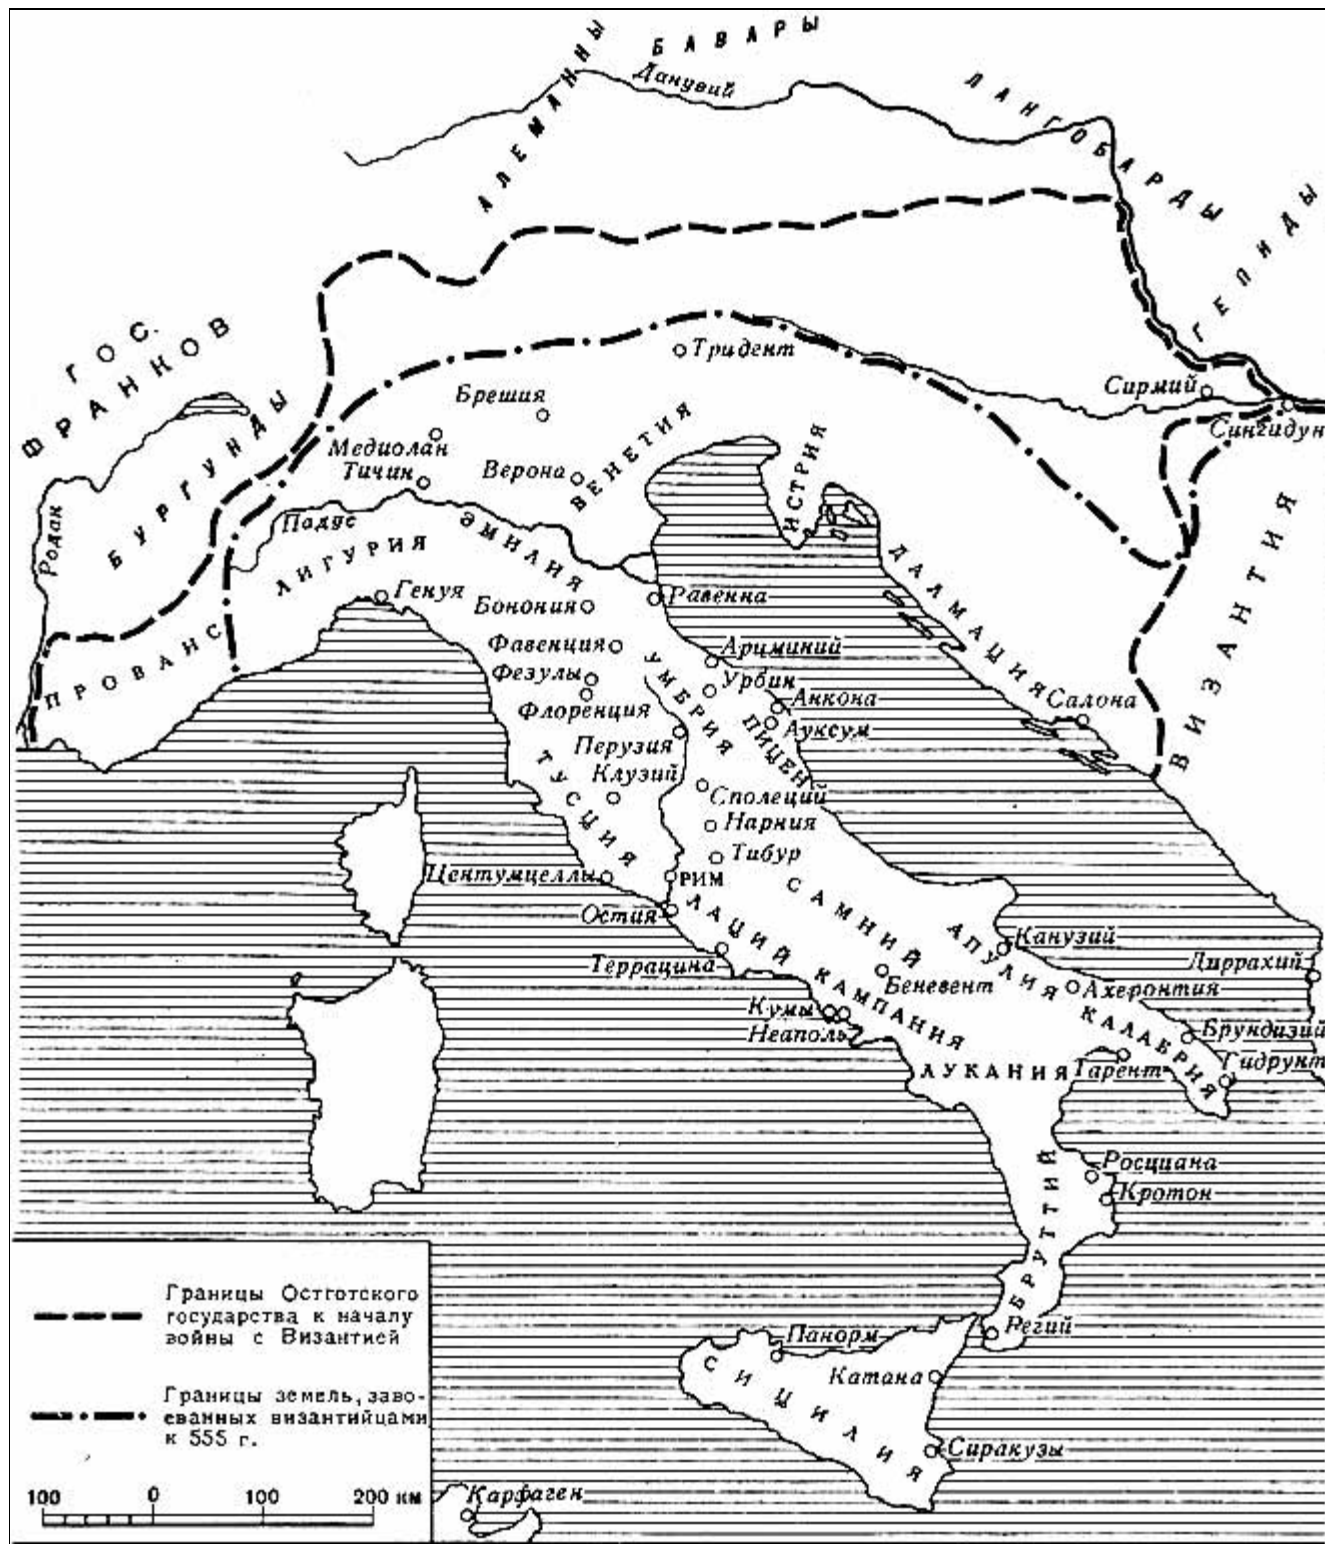 АЛЕМАННЫ
БАВАРЫ
Данувий
ЛАНГОБАРДЫ
ГЕПИДЫ
ГОС.
ФРАНКОВ
БУРГУНДЫ
Родан
Тридент
Брешия
Сирмий
Сингидун
Медиолан
Тичин
Верона
ВЕНЕТИЯ
ИСТРИЯ
Падус
ЭМИЛИЯ
ЛИГУРИЯ
ДАЛМАЦИЯ
ВИЗАНТИЯ
Генуя
Бонония
Равенна
ПРОВАНС
Фавенция
Ариминий
Фезулы
УМБРИЯ
Урбин
Флоренция
Анкона
Салона
Ауксум
ПИЦЕН
Перузия
Клузий
ТУСЦИЯ
Сполеций
Нарния
Тибур
Центумцеллы
РИМ
САМНИЙ
Остия
ЛАЦИЙ
АПУЛИЯ
Канузий
Террацина
Диррахий
КАМПАНИЯ
Беневент
Ахеронтия
Кумы
Неаполь
КАЛАБРИЯ
Брундизий
ЛУКАНИЯ
Тарент
Гидрунт
Росциана
Кротон
БРУТТИЙ
Регий
Панорм
СИЦИЛИЯ
Катана
Сиракузы
Карфаген
Границы Остготского
государства к началу
войны с Византией
Границы земель, заво-
еванных византийцами
к 555 г.
100 0 100 200 КМ